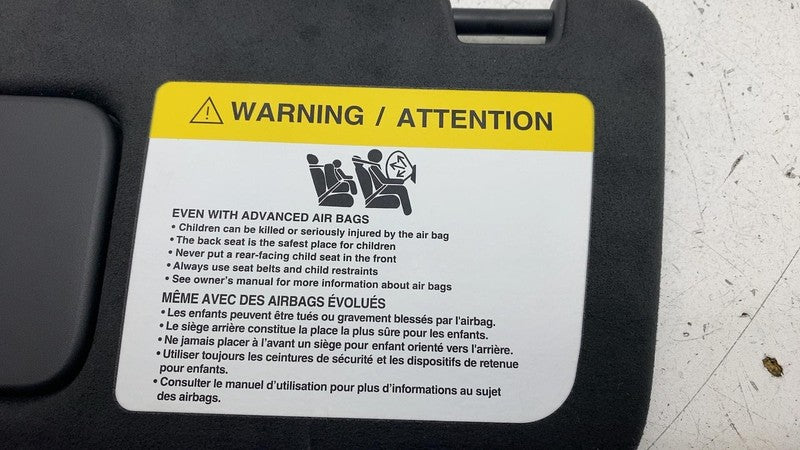 WARNING / ATTENTION
EVEN WITH ADVANCED AIR BAGS
• Children can be killed or seriously injured by the air bag
• The back seat is the safest place for children
• Never put a rear-facing child seat in the front
• Always use seat belts and child restraints
• See owner's manual for more information about air bags
MÊME AVEC DES AIRBAGS ÉVOLUÉS
• Les enfants peuvent être tués ou gravement blessés par l'airbag.
• Le siège arrière constitue la place la plus sûre pour les enfants.
• Ne jamais placer à l'avant un siège pour enfant orienté vers l'arrière.
• Utiliser toujours les ceintures de sécurité et les dispositifs de retenue
pour enfants.
• Consulter le manuel d'utilisation pour plus d'informations au sujet
des airbags.